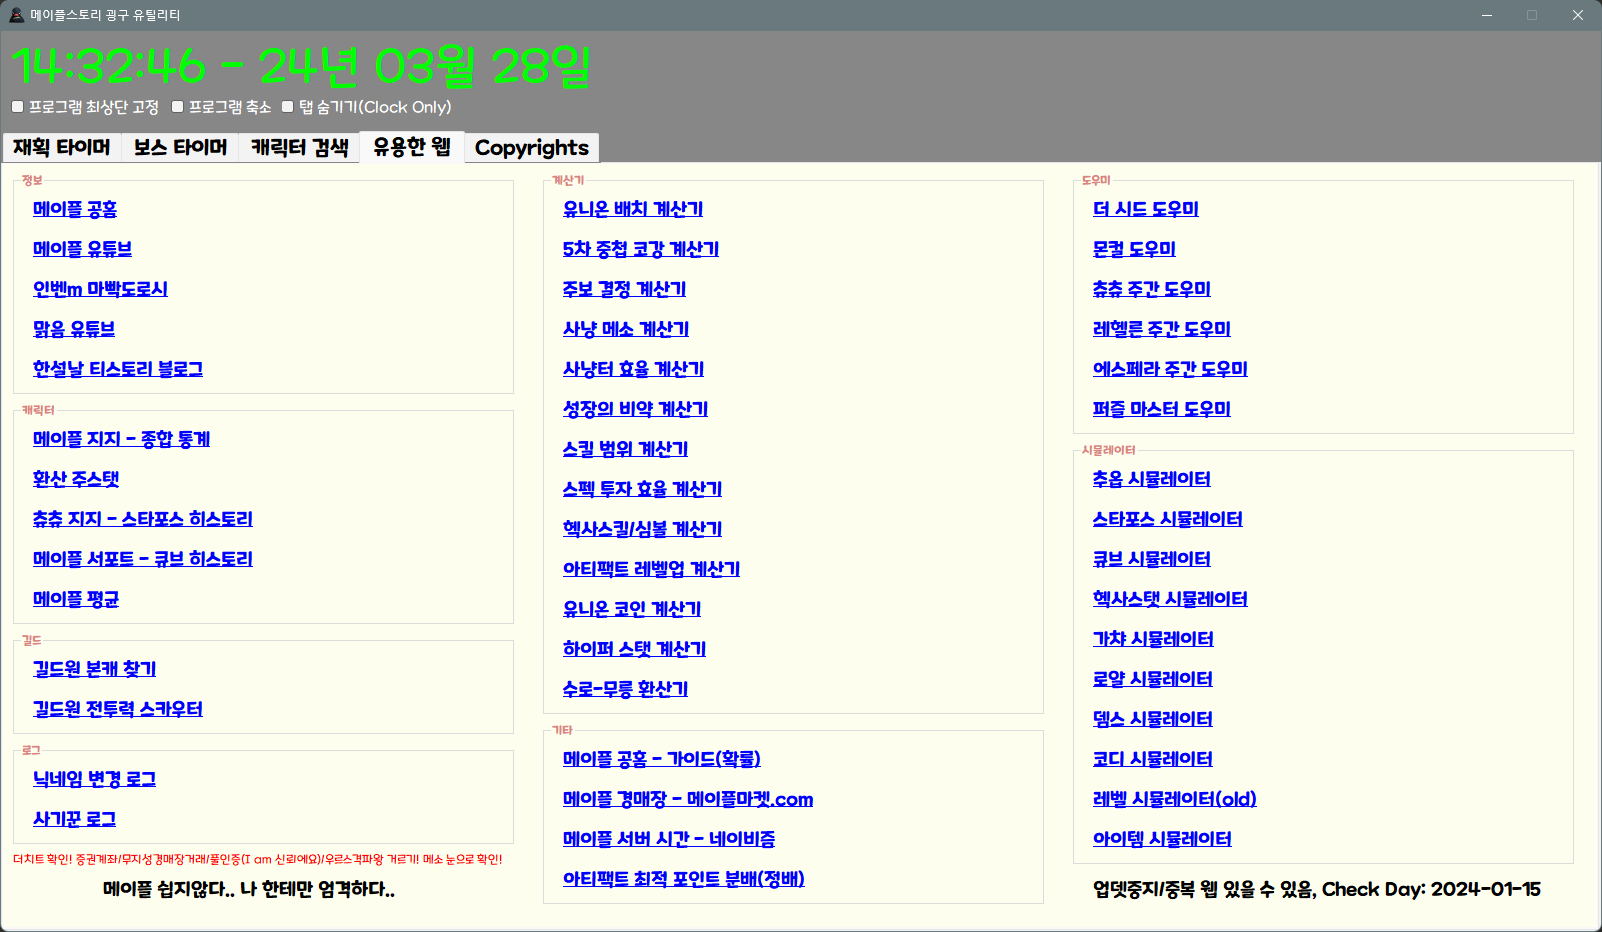 메이플스토리 굉구 유틸리티
14:32:46 - 24년 03월 28일
프로그램 최상단 고정 프로그램 축소 탭 숨기기(Clock Only)
재획 타이머 보스 타이머 캐릭터 검색 유용한 웹 Copyrights
정보
메이플 공홈
메이플 유튜브
인벤m 마빡도로시
맑음 유튜브
한설날 티스토리 블로그
캐릭터
메이플 지지 - 종합 통계
환산 주스탯
츄츄 지지 - 스타포스 히스토리
메이플 서포트 - 큐브 히스토리
메이플 평균
길드
길드원 본캐 찾기
길드원 전투력 스카우터
로그
닉네임 변경 로그
사기꾼 로그
더치트 확인! 증권계좌/무지성경매장거래/풀인증(I am 신뢰에요)/우르스격파왕 거르기! 메소 눈으로 확인!
메이플 쉽지않다.. 나 한테만 엄격하다..
계산기
유니온 배치 계산기
5차 중첩 코강 계산기
주보 결정 계산기
사냥 메소 계산기
사냥터 효율 계산기
성장의 비약 계산기
스킬 범위 계산기
스펙 투자 효율 계산기
헥사스킬/심볼 계산기
아티팩트 레벨업 계산기
유니온 코인 계산기
하이퍼 스탯 계산기
수로-무릉 환산기
기타
메이플 공홈 - 가이드(확률)
메이플 경매장 - 메이플마켓.com
메이플 서버 시간 - 네이비즘
아티팩트 최적 포인트 분배(정배)
도우미
더 시드 도우미
몬컬 도우미
츄츄 주간 도우미
레헬른 주간 도우미
에스페라 주간 도우미
퍼즐 마스터 도우미
시뮬레이터
추옵 시뮬레이터
스타포스 시뮬레이터
큐브 시뮬레이터
헥사스탯 시뮬레이터
가챠 시뮬레이터
로얄 시뮬레이터
뎀스 시뮬레이터
코디 시뮬레이터
레벨 시뮬레이터(old)
아이템 시뮬레이터
업뎃중지/중복 웹 있을 수 있음, Check Day: 2024-01-15